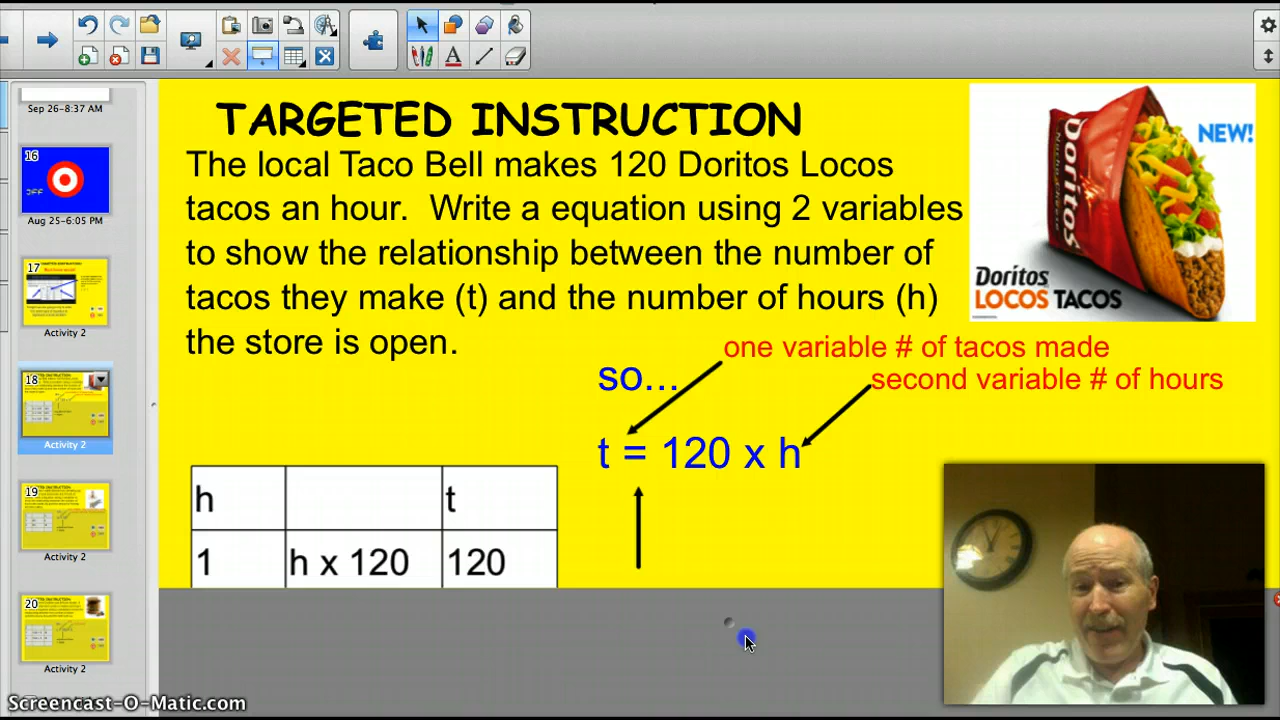 Sep 26-8:37 AM
16
OFF
Aug 25-6:05 PM
17
Activity 2
18
Activity 2
19
Activity 2
20
Activity 2
TARGETED INSTRUCTION
The local Taco Bell makes 120 Doritos Locos
tacos an hour. Write a equation using 2 variables
to show the relationship between the number of
tacos they make (t) and the number of hours (h)
the store is open.
NEW!
Doritos
Nacho Cheese
Doritos
LOCOS TACOS
one variable # of tacos made
so...
second variable # of hours
t = 120 x h
h t
1 h x 120 120
Screencast-O-Matic.com